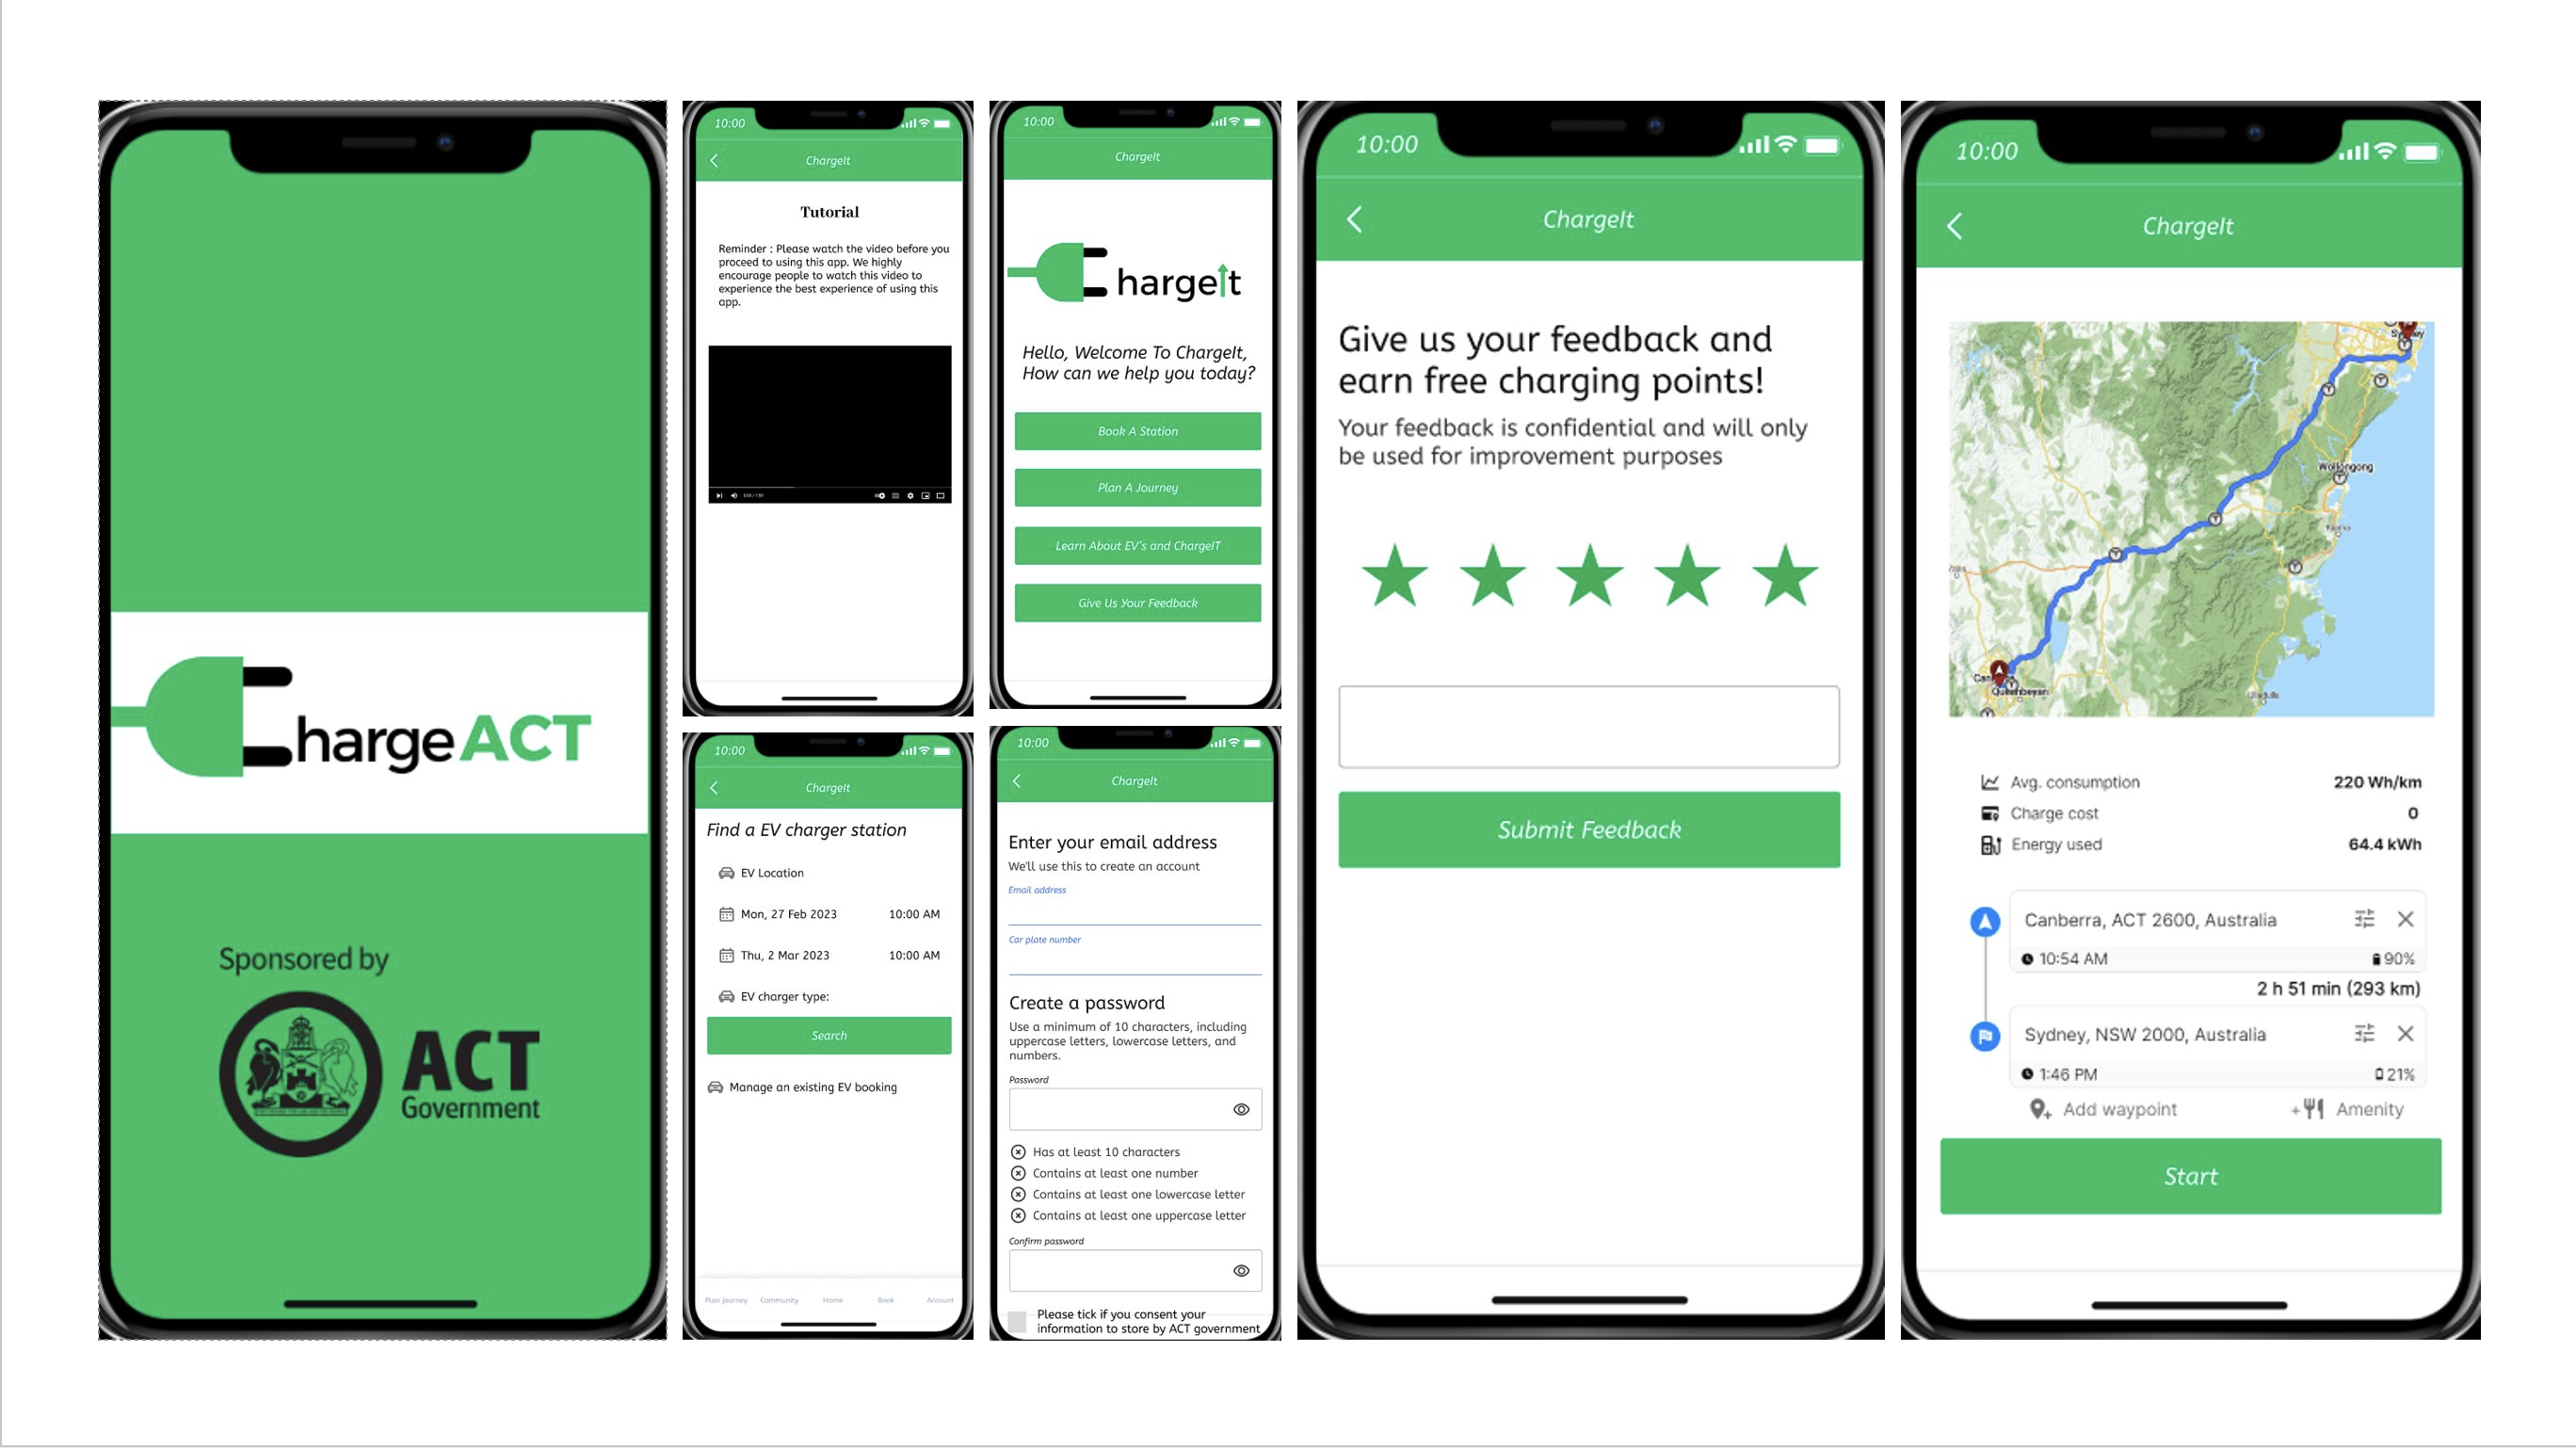 ChargeACT
Sponsored by
ACT
Government
10:00
ChargeIt
Tutorial
Reminder : Please watch the video before you
proceed to using this app. We highly
encourage people to watch this video to
experience the best experience of using this
app.
10:00
ChargeIt
Find a EV charger station
EV Location
Mon, 27 Feb 2023 10:00 AM
Thu, 2 Mar 2023 10:00 AM
EV charger type:
Search
Manage an existing EV booking
Plan Journey Community Home Book Account
10:00
ChargeIt
ChargeIt
Hello, Welcome To ChargeIt,
How can we help you today?
Book A Station
Plan A Journey
Learn About EV's and ChargeIT
Give Us Your Feedback
10:00
ChargeIt
Enter your email address
We'll use this to create an account
Email address
Car plate number
Create a password
Use a minimum of 10 characters, including
uppercase letters, lowercase letters, and
numbers.
Password
Has at least 10 characters
Contains at least one number
Contains at least one lowercase letter
Contains at least one uppercase letter
Confirm password
Please tick if you consent your
information to store by ACT government
10:00
ChargeIt
Give us your feedback and
earn free charging points!
Your feedback is confidential and will only
be used for improvement purposes
Submit Feedback
10:00
ChargeIt
Wollongong
Queanbeyan
Avg. consumption 220 Wh/km
Charge cost 0
Energy used 64.4 kWh
Canberra, ACT 2600, Australia
10:54 AM 90%
2 h 51 min (293 km)
Sydney, NSW 2000, Australia
1:46 PM 21%
Add waypoint + Amenity
Start